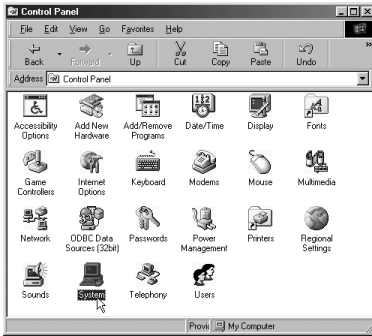 Control Panel
File Edit View Go Favorites Help
Back Forward Up Cut Copy Paste Undo »
Address Control Panel
Accessibility Options
Add New Hardware
Add/Remove Programs
Date/Time
Display
Fonts
Game Controllers
Internet Options
Keyboard
Modems
Mouse
Multimedia
Network
ODBC Data Sources (32bit)
Passwords
Power Management
Printers
Regional Settings
Sounds
System
Telephony
Users
Provi My Computer